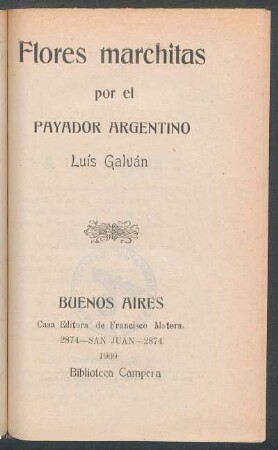 Flores marchitas
por el
PAYADOR ARGENTINO
Luís Galván
BUENOS AIRES
Casa Editora de Francisco Matera.
2874—SAN JUAN—2874
1909
Biblioteca Campera